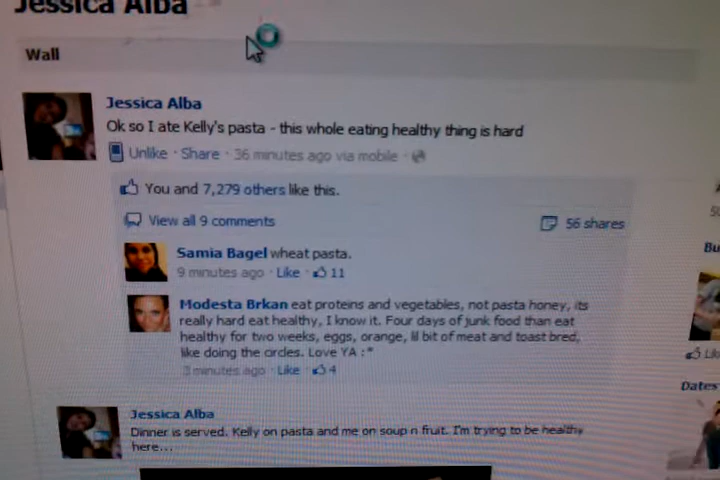 Jessica Alba
Wall
Jessica Alba
Ok so I ate Kelly's pasta - this whole eating healthy thing is hard
Unlike · Share · 36 minutes ago via mobile ·
You and 7,279 others like this.
View all 9 comments
56 shares
Samia Bagel wheat pasta.
9 minutes ago · Like · 11
Modesta Brkan eat proteins and vegetables, not pasta honey, its
really hard eat healthy, I know it. Four days of junk food than eat
healthy for two weeks, eggs, orange, lil bit of meat and toast bred,
like doing the circles. Love YA :*
3 minutes ago · Like · 4
Jessica Alba
Dinner is served. Kelly on pasta and me on soup n fruit. I'm trying to be healthy
here...
Dates